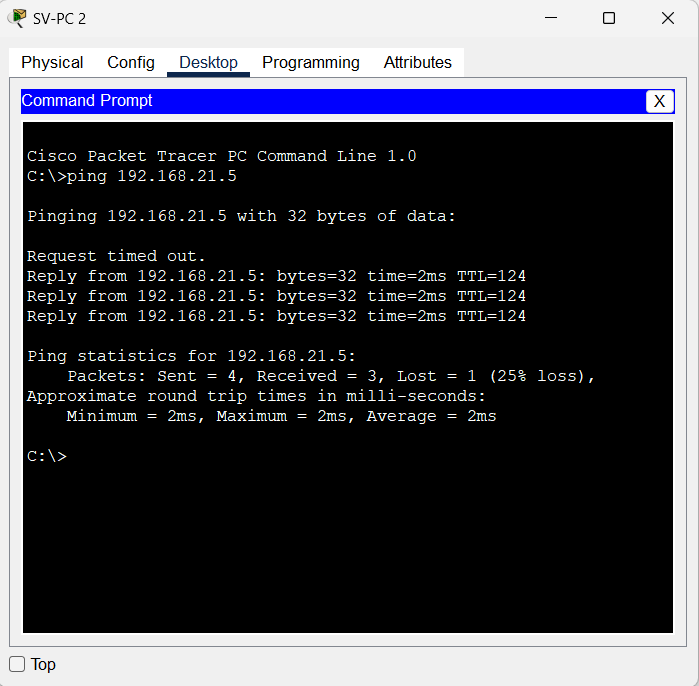 SV-PC 2
Physical Config Desktop Programming Attributes
Command Prompt X
Cisco Packet Tracer PC Command Line 1.0
C:\>ping 192.168.21.5
Pinging 192.168.21.5 with 32 bytes of data:
Request timed out.
Reply from 192.168.21.5: bytes=32 time=2ms TTL=124
Reply from 192.168.21.5: bytes=32 time=2ms TTL=124
Reply from 192.168.21.5: bytes=32 time=2ms TTL=124
Ping statistics for 192.168.21.5:
    Packets: Sent = 4, Received = 3, Lost = 1 (25% loss),
Approximate round trip times in milli-seconds:
    Minimum = 2ms, Maximum = 2ms, Average = 2ms
C:\>
Top